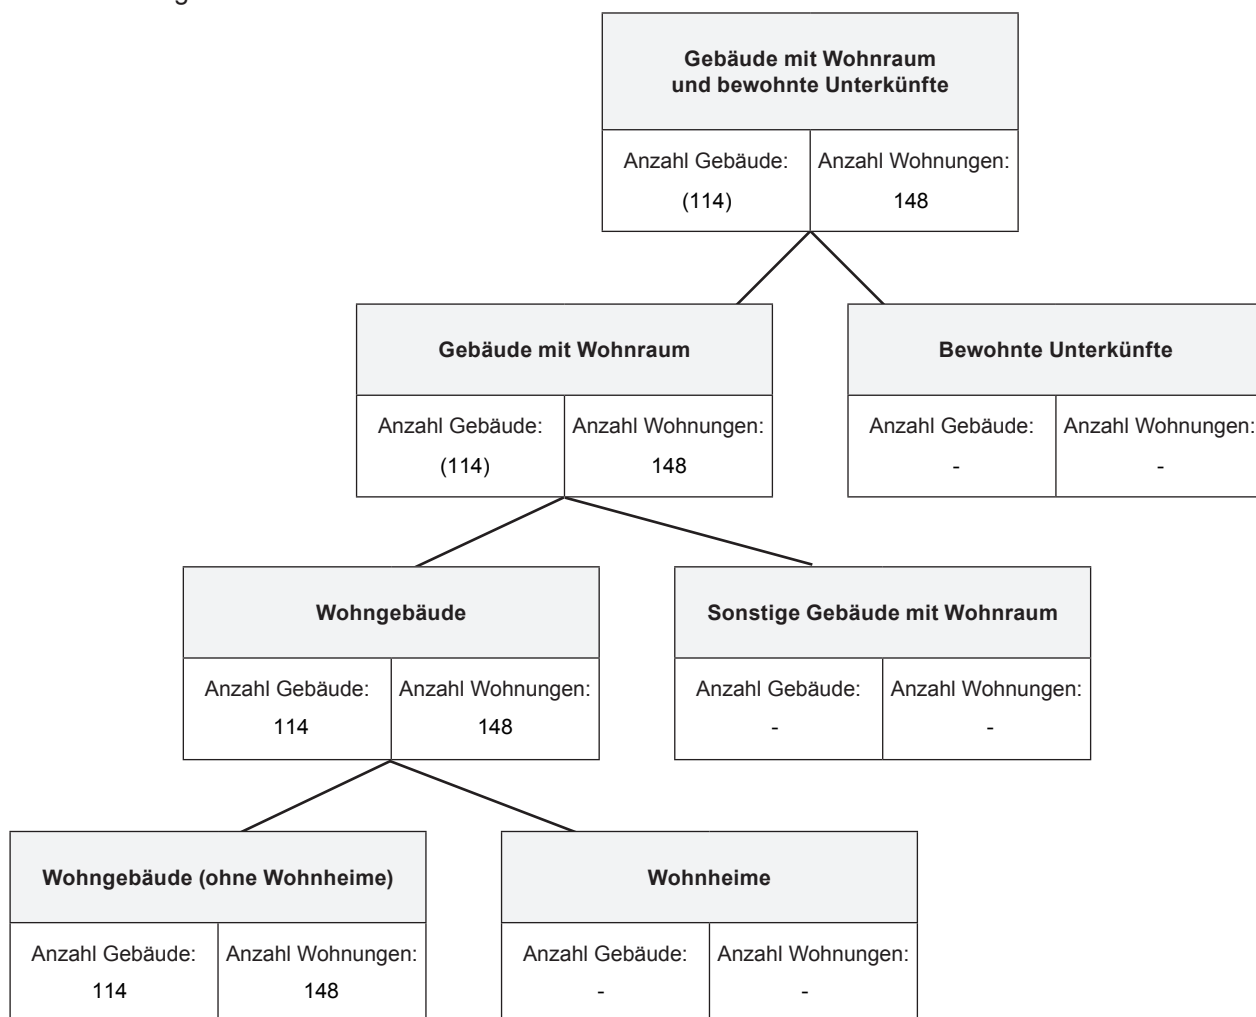 Gebäude mit Wohnraum
und bewohnte Unterkünfte
Anzahl Gebäude: Anzahl Wohnungen:
(114) 148
Gebäude mit Wohnraum
Bewohnte Unterkünfte
Anzahl Gebäude: Anzahl Wohnungen:
(114) 148
Anzahl Gebäude: Anzahl Wohnungen:
- -
Wohngebäude
Sonstige Gebäude mit Wohnraum
Anzahl Gebäude: Anzahl Wohnungen:
114 148
Anzahl Gebäude: Anzahl Wohnungen:
- -
Wohngebäude (ohne Wohnheime)
Wohnheime
Anzahl Gebäude: Anzahl Wohnungen:
114 148
Anzahl Gebäude: Anzahl Wohnungen:
- -